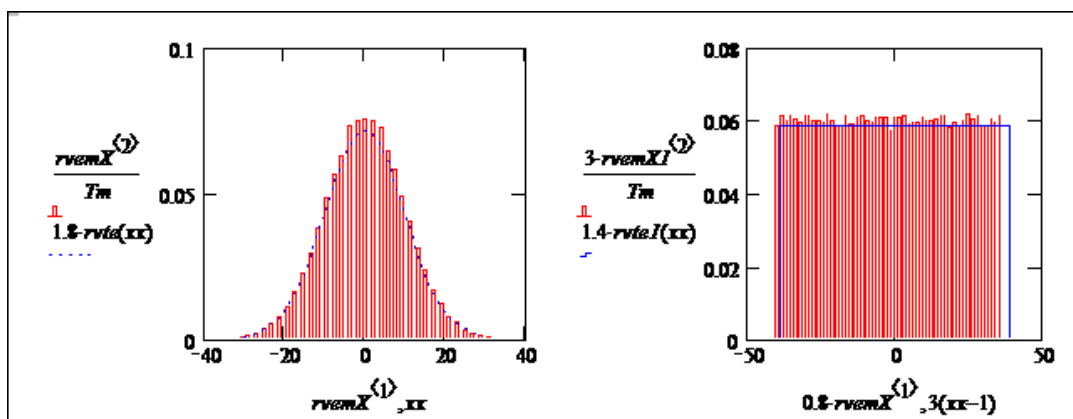 0.1
0.05
0
−40 −20 0 20 40
rvemX⟨2⟩
Tm
1.8·rvte(xx)
rvemX⟨1⟩,xx
0.08
0.06
0.04
0.02
0
−50 0 50
3·rvemX1⟨2⟩
Tm
1.4·rvte1(xx)
0.8·rvemX⟨1⟩,3(xx−1)